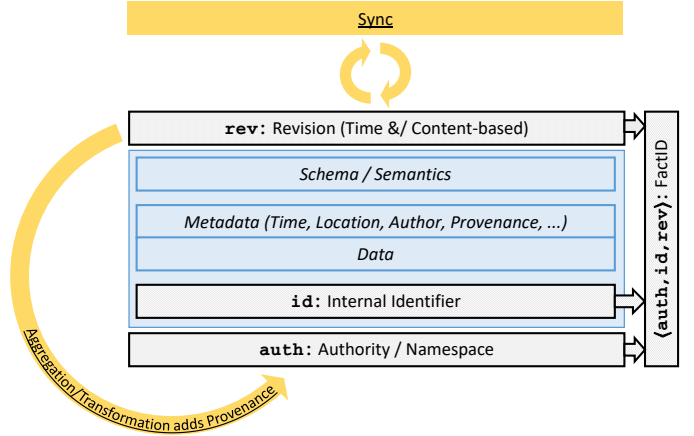 Sync
rev: Revision (Time &/ Content-based)
Schema / Semantics
Metadata (Time, Location, Author, Provenance, ...)
Data
id: Internal Identifier
auth: Authority / Namespace
⟨auth,id,rev⟩: FactID
Aggregation/Transformation adds Provenance